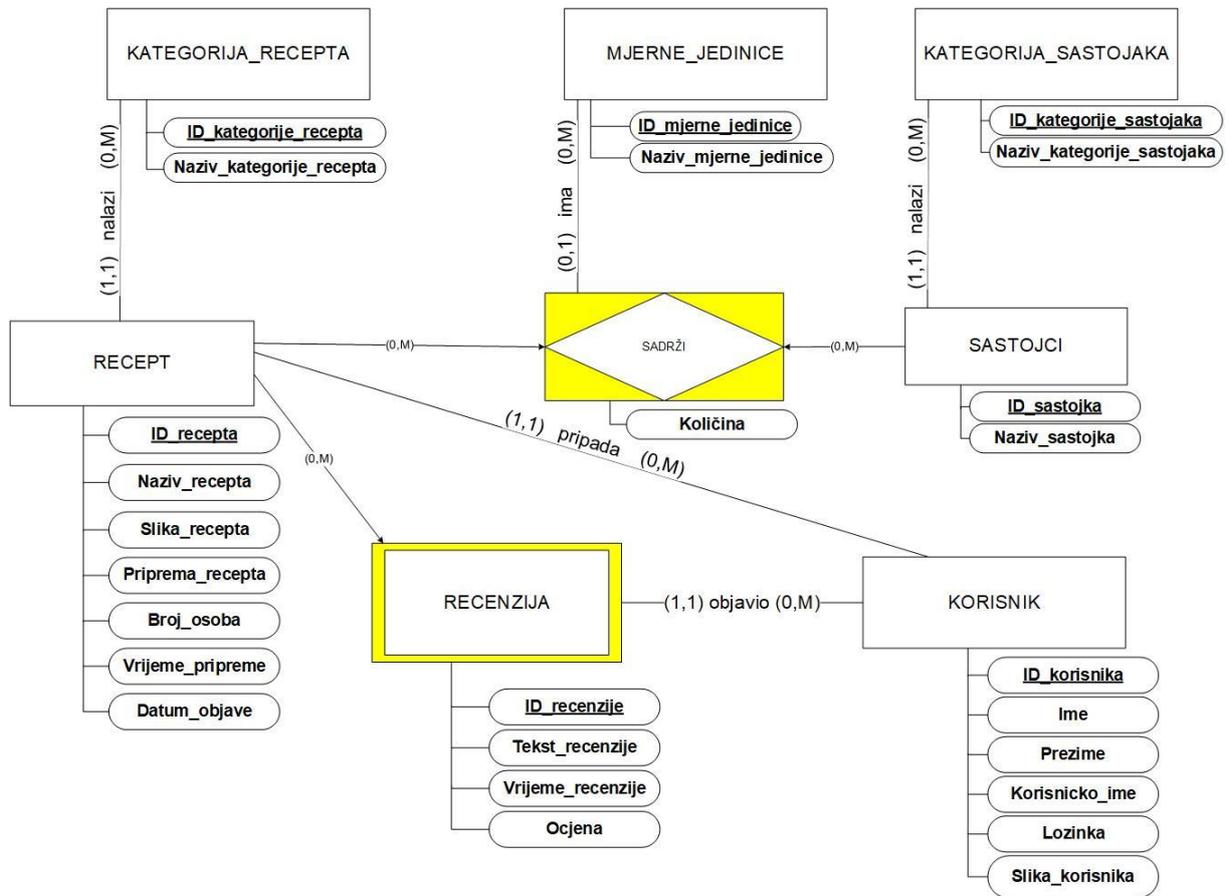 KATEGORIJA_RECEPTA
ID_kategorije_recepta
Naziv_kategorije_recepta
MJERNE_JEDINICE
ID_mjerne_jedinice
Naziv_mjerne_jedinice
KATEGORIJA_SASTOJAKA
ID_kategorije_sastojaka
Naziv_kategorije_sastojaka
(1,1) nalazi (0,M)
(0,1) ima (0,M)
(1,1) nalazi (0,M)
RECEPT
(0,M)
SADRŽI
(0,M)
SASTOJCI
Količina
ID_sastojka
Naziv_sastojka
ID_recepta
Naziv_recepta
Slika_recepta
Priprema_recepta
Broj_osoba
Vrijeme_pripreme
Datum_objave
(0,M)
(1,1) pripada (0,M)
RECENZIJA
(1,1) objavio (0,M)
KORISNIK
ID_recenzije
Tekst_recenzije
Vrijeme_recenzije
Ocjena
ID_korisnika
Ime
Prezime
Korisnicko_ime
Lozinka
Slika_korisnika